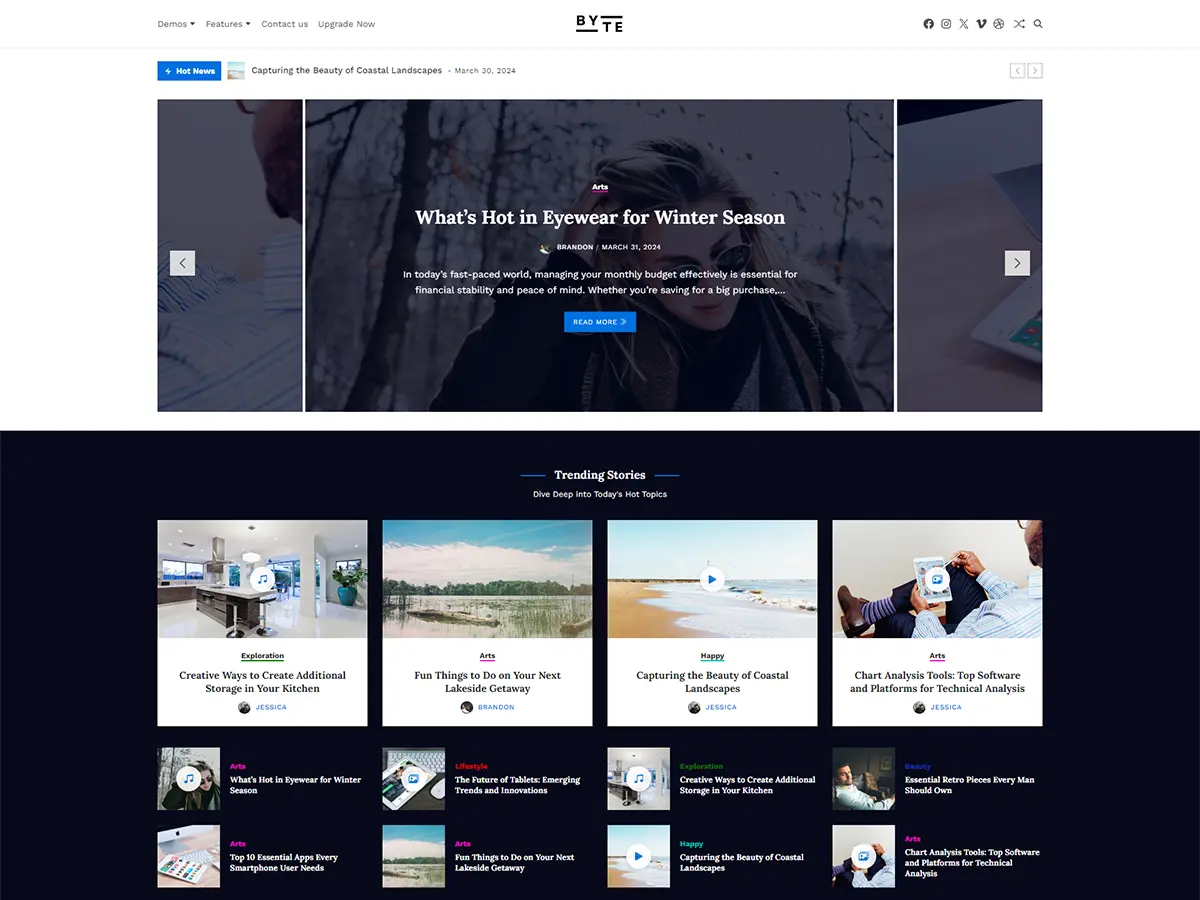 Demos Features Contact us Upgrade Now
BYTE
Hot News Capturing the Beauty of Coastal Landscapes - March 30, 2024
Arts
What's Hot in Eyewear for Winter Season
BRANDON / MARCH 31, 2024
In today's fast-paced world, managing your monthly budget effectively is essential for
financial stability and peace of mind. Whether you're saving for a big purchase,...
READ MORE
Trending Stories
Dive Deep into Today's Hot Topics
Exploration
Creative Ways to Create Additional
Storage in Your Kitchen
JESSICA
Arts
Fun Things to Do on Your Next
Lakeside Getaway
BRANDON
Happy
Capturing the Beauty of Coastal
Landscapes
JESSICA
Arts
Chart Analysis Tools: Top Software
and Platforms for Technical Analysis
JESSICA
Arts
What's Hot in Eyewear for Winter
Season
Lifestyle
The Future of Tablets: Emerging
Trends and Innovations
Exploration
Creative Ways to Create Additional
Storage in Your Kitchen
Beauty
Essential Retro Pieces Every Man
Should Own
Arts
Top 10 Essential Apps Every
Smartphone User Needs
Arts
Fun Things to Do on Your Next
Lakeside Getaway
Happy
Capturing the Beauty of Coastal
Landscapes
Arts
Chart Analysis Tools: Top Software
and Platforms for Technical
Analysis